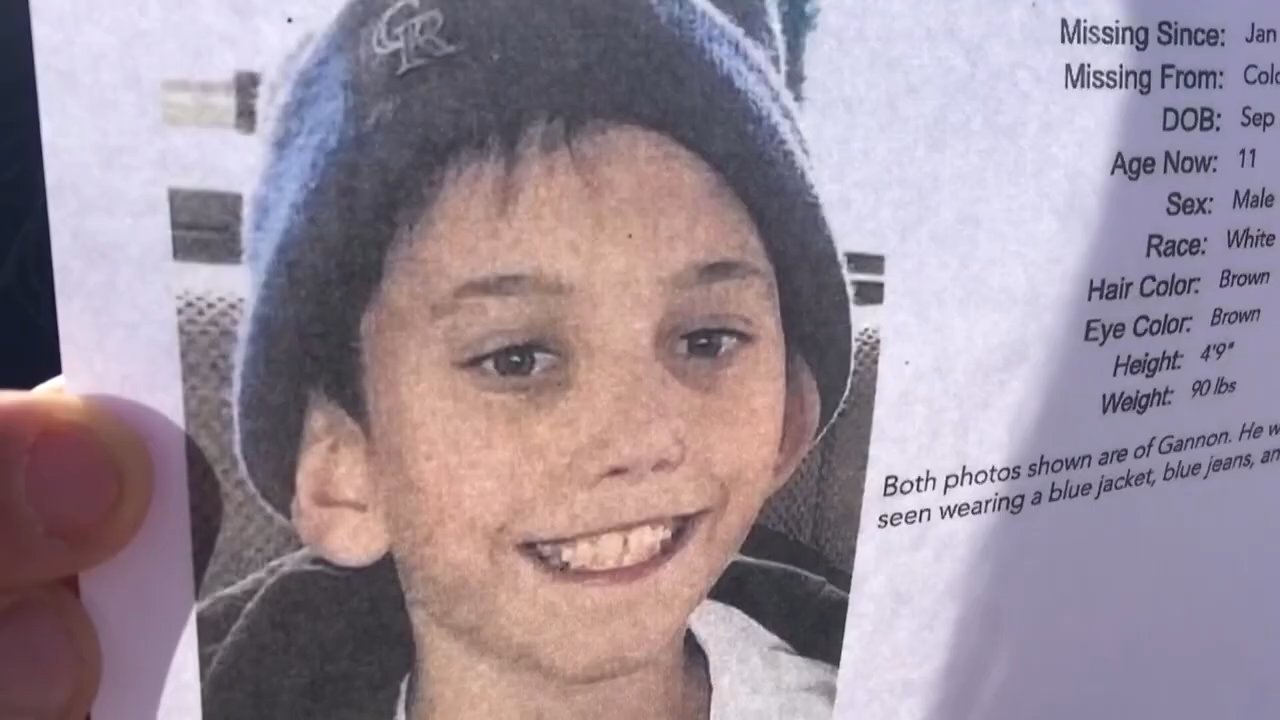 CR
Missing Since: Jan
Missing From: Colo
DOB: Sep
Age Now: 11
Sex: Male
Race: White
Hair Color: Brown
Eye Color: Brown
Height: 4'9"
Weight: 90 lbs
Both photos shown are of Gannon. He w
seen wearing a blue jacket, blue jeans, an